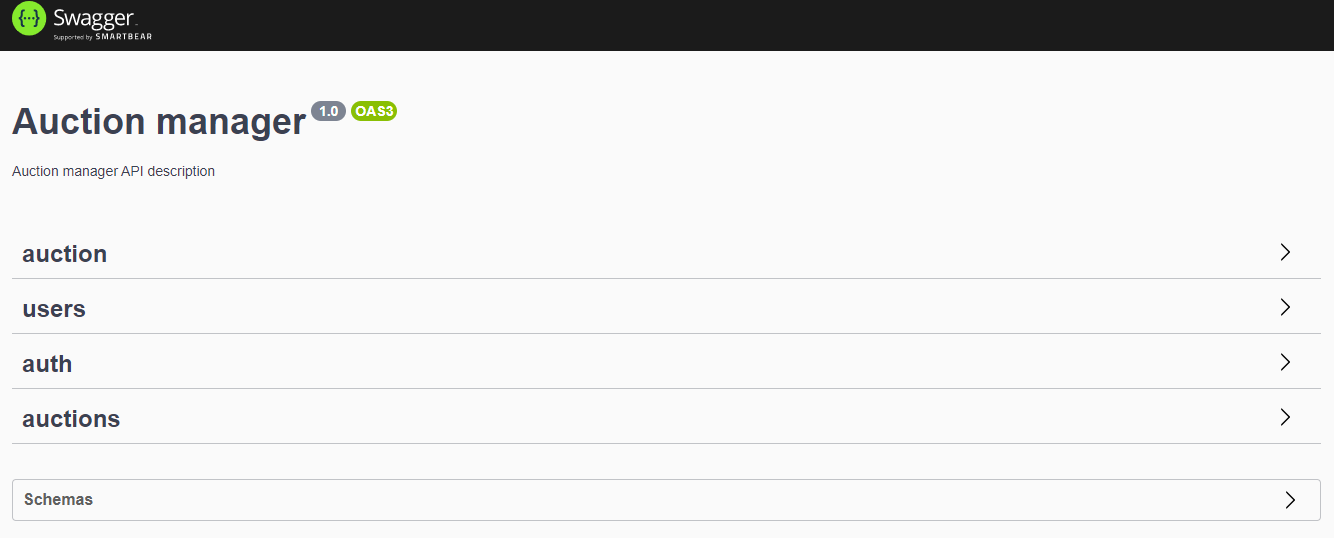 Swagger.
Supported by SMARTBEAR
Auction manager 1.0 OAS3
Auction manager API description
auction
users
auth
auctions
Schemas